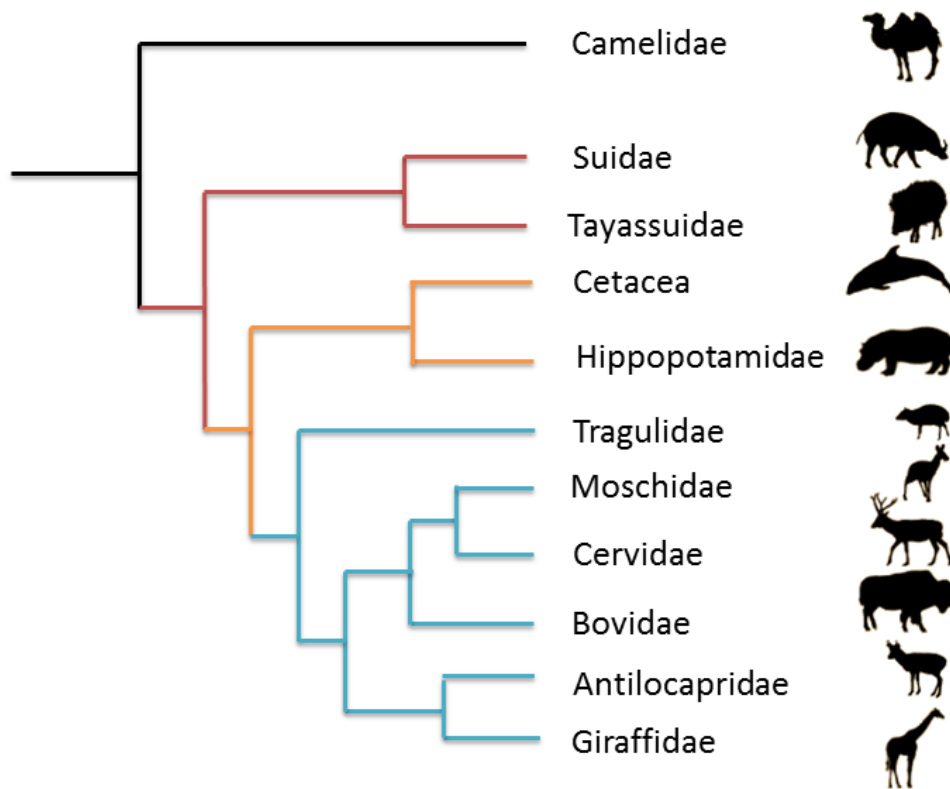 Camelidae
Suidae
Tayassuidae
Cetacea
Hippopotamidae
Tragulidae
Moschidae
Cervidae
Bovidae
Antilocapridae
Giraffidae